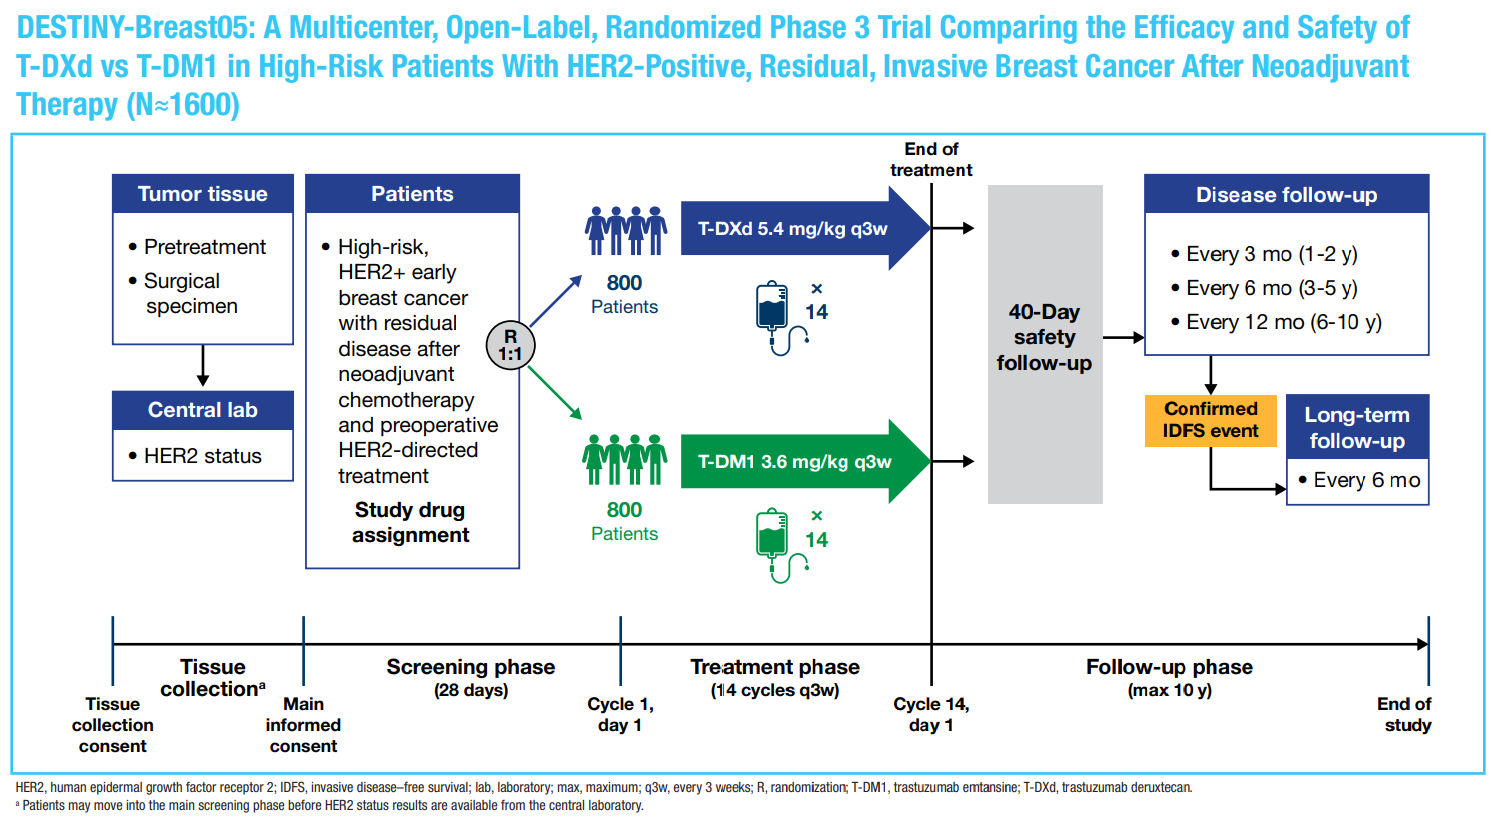 DESTINY-Breast05: A Multicenter, Open-Label, Randomized Phase 3 Trial Comparing the Efficacy and Safety of
T-DXd vs T-DM1 in High-Risk Patients With HER2-Positive, Residual, Invasive Breast Cancer After Neoadjuvant
Therapy (N≈1600)
Tumor tissue
• Pretreatment
• Surgical
specimen
Central lab
• HER2 status
Patients
• High-risk,
HER2+ early
breast cancer
with residual
disease after
neoadjuvant
chemotherapy
and preoperative
HER2-directed
treatment
Study drug
assignment
R
1:1
800
Patients
T-DXd 5.4 mg/kg q3w
×
14
800
Patients
T-DM1 3.6 mg/kg q3w
×
14
End of
treatment
40-Day
safety
follow-up
Disease follow-up
• Every 3 mo (1-2 y)
• Every 6 mo (3-5 y)
• Every 12 mo (6-10 y)
Confirmed
IDFS event
Long-term
follow-up
• Every 6 mo
Tissue
collectionᵃ
Screening phase
(28 days)
Treatment phase
(14 cycles q3w)
Follow-up phase
(max 10 y)
Tissue
collection
consent
Main
informed
consent
Cycle 1,
day 1
Cycle 14,
day 1
End of
study
HER2, human epidermal growth factor receptor 2; IDFS, invasive disease–free survival; lab, laboratory; max, maximum; q3w, every 3 weeks; R, randomization; T-DM1, trastuzumab emtansine; T-DXd, trastuzumab deruxtecan.
ᵃ Patients may move into the main screening phase before HER2 status results are available from the central laboratory.